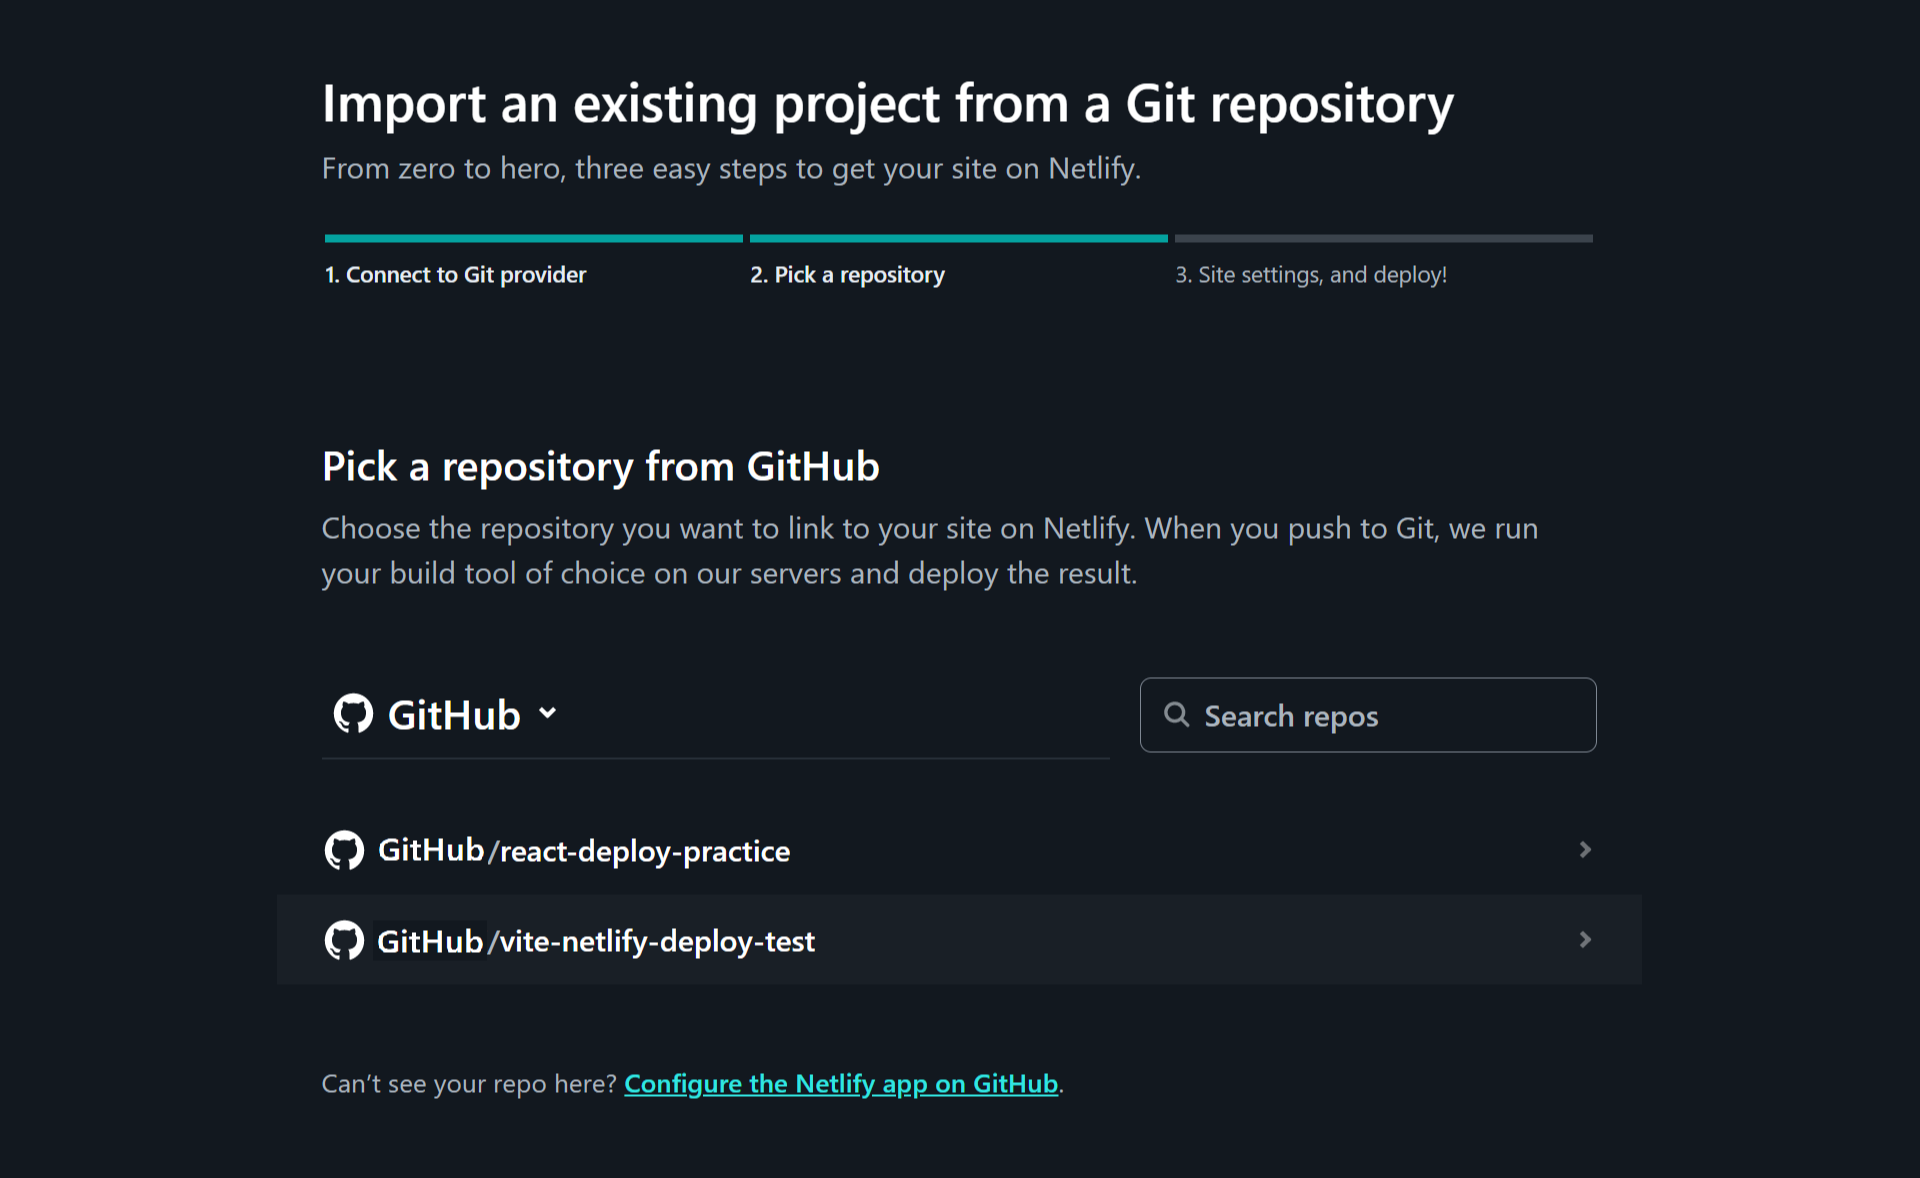 Import an existing project from a Git repository
From zero to hero, three easy steps to get your site on Netlify.
1. Connect to Git provider
2. Pick a repository
3. Site settings, and deploy!
Pick a repository from GitHub
Choose the repository you want to link to your site on Netlify. When you push to Git, we run
your build tool of choice on our servers and deploy the result.
GitHub
Search repos
GitHub/react-deploy-practice
GitHub/vite-netlify-deploy-test
Can’t see your repo here? Configure the Netlify app on GitHub.